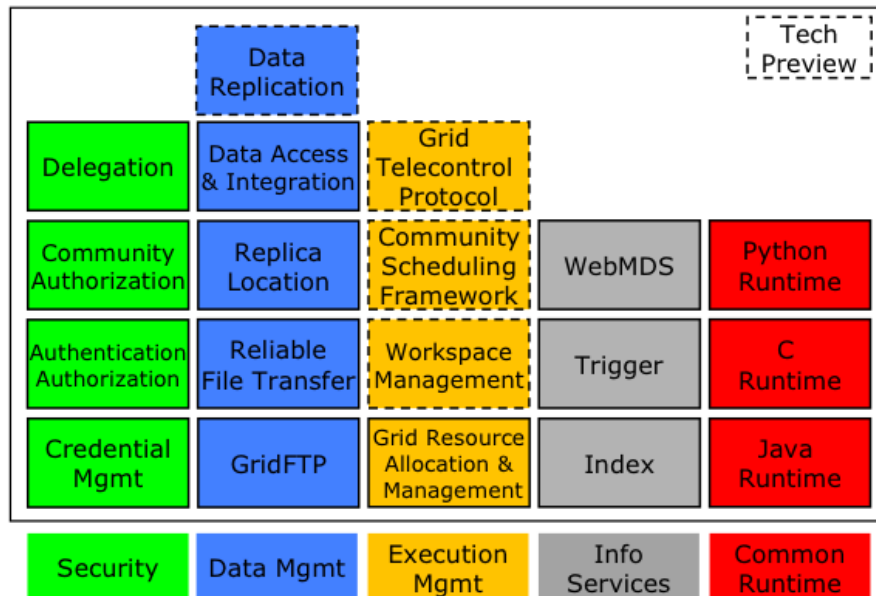 Tech
Preview
Data
Replication
Delegation
Data Access
& Integration
Grid
Telecontrol
Protocol
Community
Authorization
Replica
Location
Community
Scheduling
Framework
WebMDS
Python
Runtime
Authentication
Authorization
Reliable
File Transfer
Workspace
Management
Trigger
C
Runtime
Credential
Mgmt
GridFTP
Grid Resource
Allocation &
Management
Index
Java
Runtime
Security
Data Mgmt
Execution
Mgmt
Info
Services
Common
Runtime